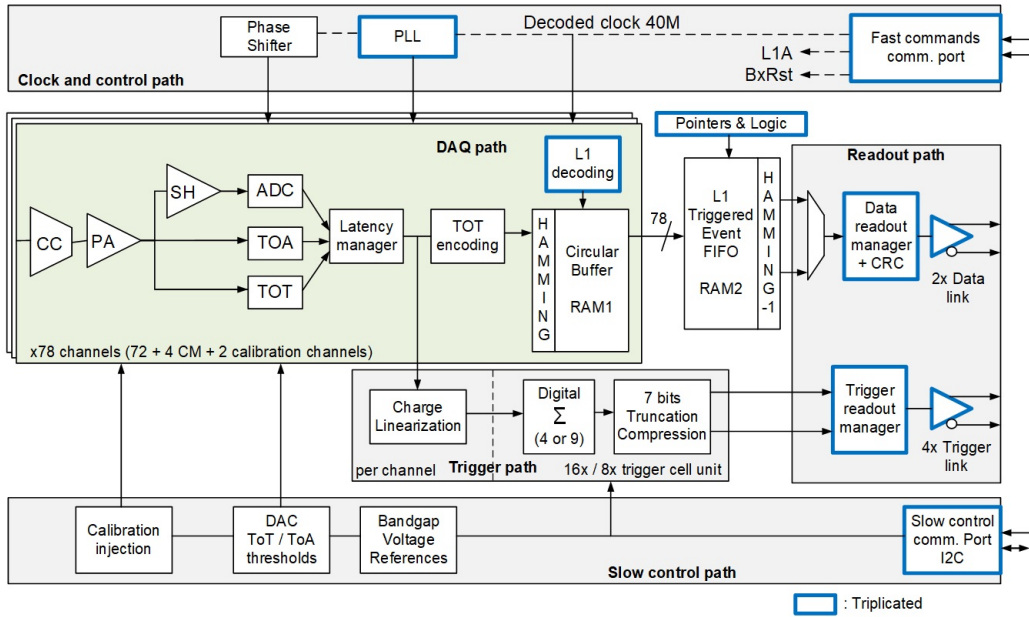 Phase
Shifter
PLL
Decoded clock 40M
L1A
BxRst
Fast commands
comm. port
Clock and control path
DAQ path
L1
decoding
Pointers & Logic
Readout path
CC
PA
SH
ADC
TOA
TOT
Latency
manager
TOT
encoding
HAMMING
Circular
Buffer
RAM1
78
L1
Triggered
Event
FIFO
RAM2
HAMMING-1
Data
readout
manager
+ CRC
2x Data
link
x78 channels (72 + 4 CM + 2 calibration channels)
Charge
Linearization
Digital
Σ
(4 or 9)
7 bits
Truncation
Compression
Trigger
readout
manager
4x Trigger
link
per channel
Trigger path
16x / 8x trigger cell unit
Calibration
injection
DAC
ToT / ToA
thresholds
Bandgap
Voltage
References
Slow control
comm. Port
I2C
Slow control path
: Triplicated